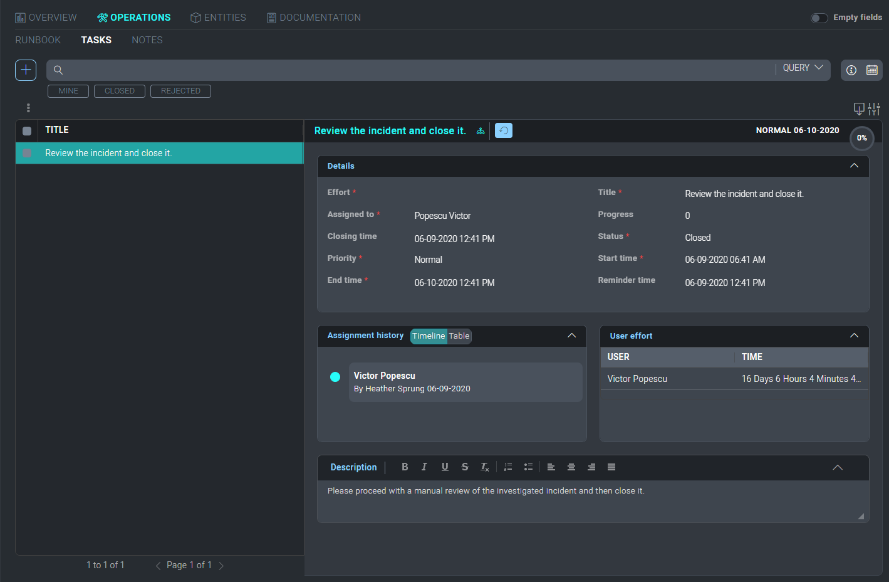 OVERVIEW OPERATIONS ENTITIES DOCUMENTATION Empty fields
RUNBOOK TASKS NOTES
QUERY
MINE CLOSED REJECTED
TITLE
Review the incident and close it.
1 to 1 of 1 Page 1 of 1
Review the incident and close it. NORMAL 06-10-2020 0%
Details
Effort * Title * Review the incident and close it.
Assigned to * Popescu Victor Progress 0
Closing time 06-09-2020 12:41 PM Status * Closed
Priority * Normal Start time * 06-09-2020 06:41 AM
End time * 06-10-2020 12:41 PM Reminder time 06-09-2020 12:41 PM
Assignment history Timeline Table
Victor Popescu
By Heather Sprung 06-09-2020
User effort
USER TIME
Victor Popescu 16 Days 6 Hours 4 Minutes 4...
Description B I U S Tx
Please proceed with a manual review of the investigated incident and then close it.